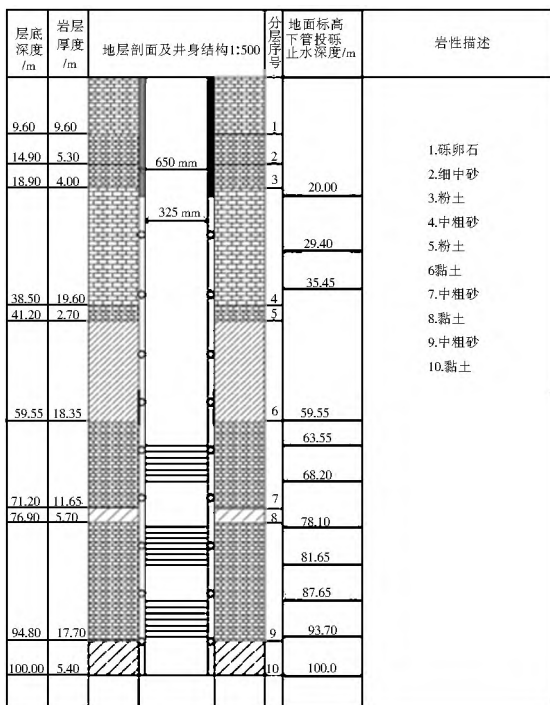 层底深度/m 岩层厚度/m 地层剖面及井身结构1:500 分层序号 地面标高下管投砾止水深度/m 岩性描述
9.60 9.60 1
14.90 5.30 2
650 mm
18.90 4.00 3
20.00
325 mm
29.40
35.45
38.50 19.60 4
41.20 2.70 5
59.55 18.35 6 59.55
63.55
68.20
71.20 11.65 7
76.90 5.70 8
78.10
81.65
87.65
94.80 17.70 9 93.70
100.00 5.40 10 100.0
1.砾卵石
2.细中砂
3.粉土
4.中粗砂
5.粉土
6黏土
7.中粗砂
8.黏土
9.中粗砂
10.黏土